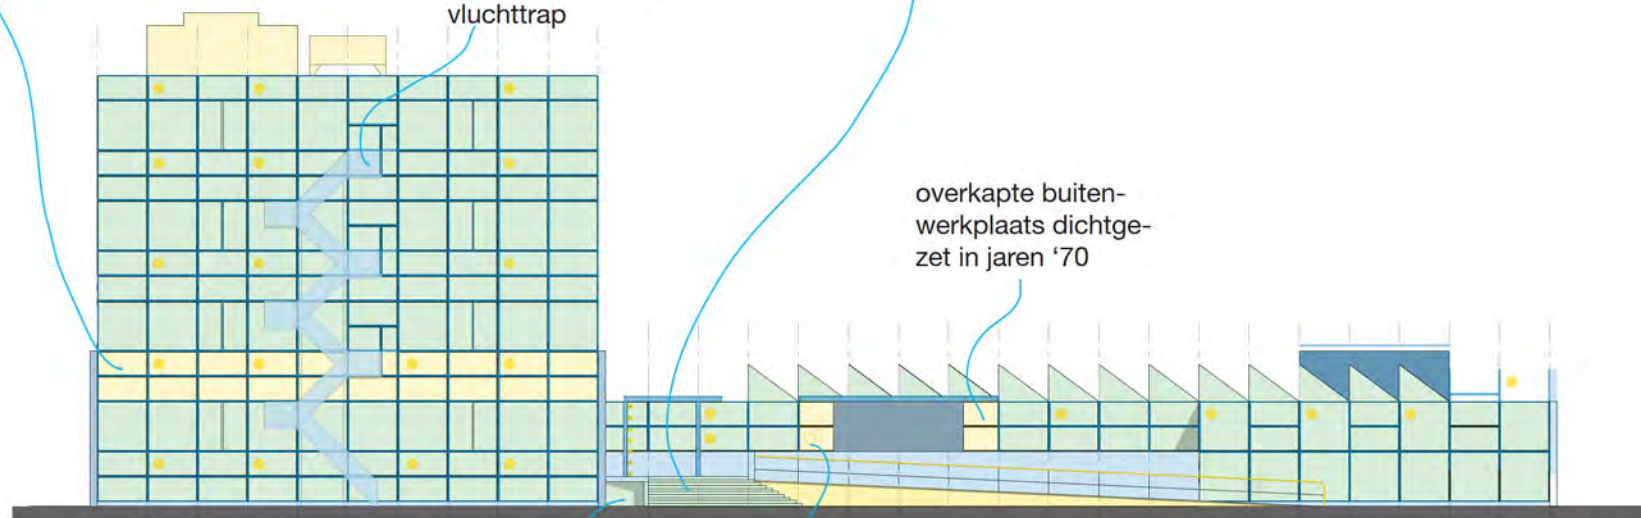 vluchttrap
overkapte buiten-
werkplaats dichtge-
zet in jaren ‘70